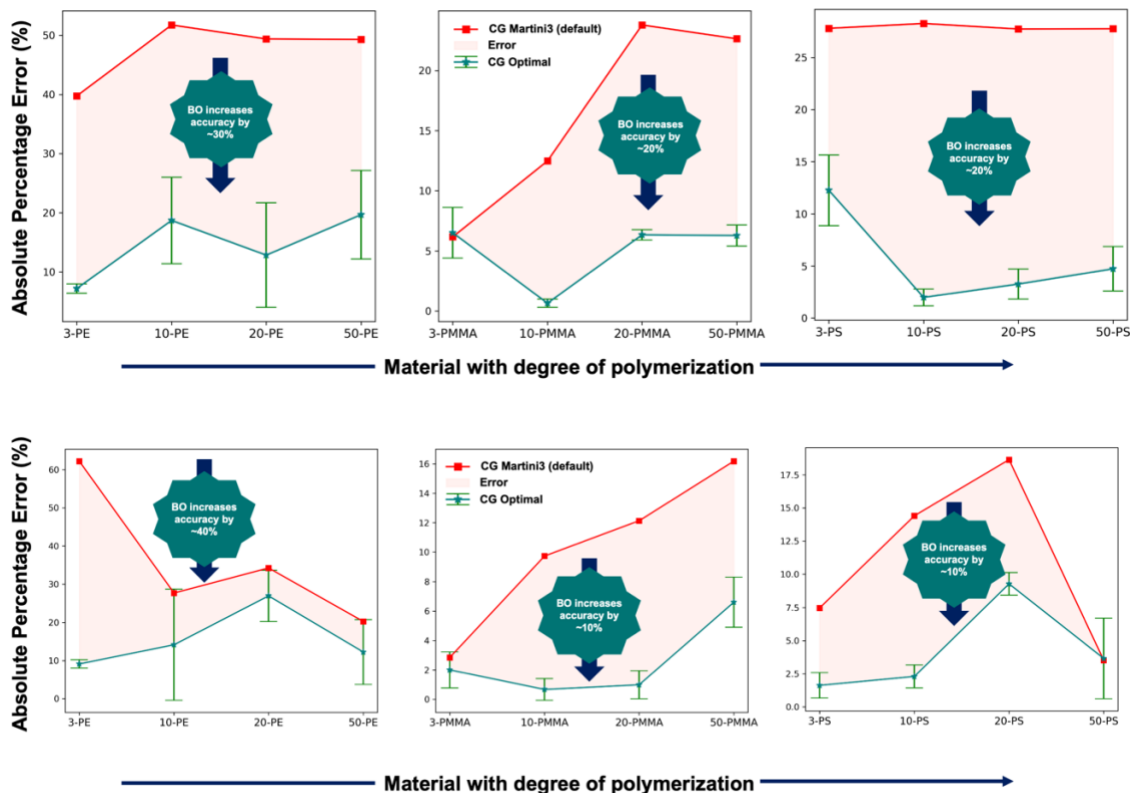 Absolute Percentage Error (%)
50
40
30
20
10
BO increases
accuracy by
~30%
3-PE
10-PE
20-PE
50-PE
20
15
10
5
0
CG Martini3 (default)
Error
CG Optimal
BO increases
accuracy by
~20%
3-PMMA
10-PMMA
20-PMMA
50-PMMA
25
20
15
10
5
0
BO increases
accuracy by
~20%
3-PS
10-PS
20-PS
50-PS
Material with degree of polymerization
Absolute Percentage Error (%)
60
50
40
30
20
10
0
BO increases
accuracy by
~40%
3-PE
10-PE
20-PE
50-PE
16
14
12
10
8
6
4
2
0
CG Martini3 (default)
Error
CG Optimal
BO increases
accuracy by
~10%
3-PMMA
10-PMMA
20-PMMA
50-PMMA
17.5
15.0
12.5
10.0
7.5
5.0
2.5
0.0
BO increases
accuracy by
~10%
3-PS
10-PS
20-PS
50-PS
Material with degree of polymerization